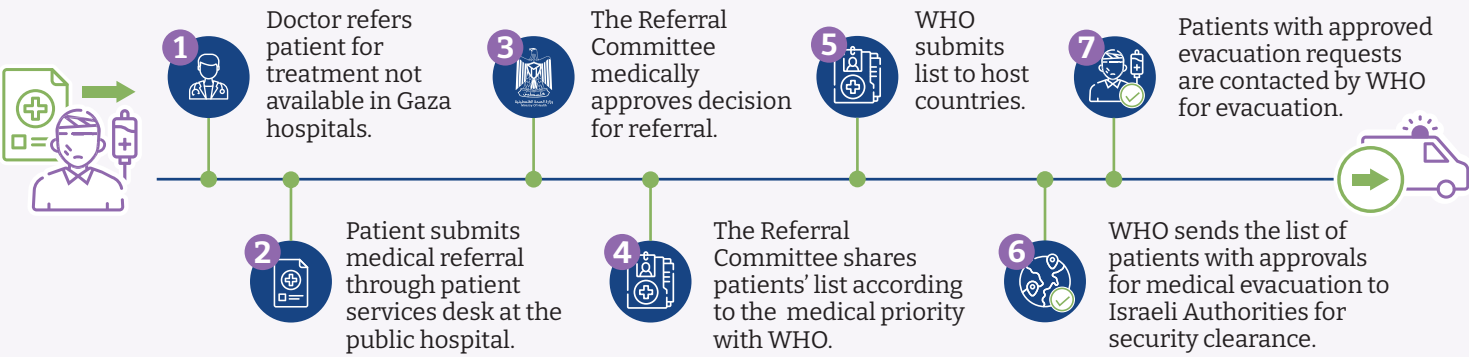 1
Doctor refers
patient for
treatment not
available in Gaza
hospitals.
2
Patient submits
medical referral
through patient
services desk at the
public hospital.
3
The Referral
Committee
medically
approves decision
for referral.
4
The Referral
Committee shares
patients’ list according
to the medical priority
with WHO.
5
WHO
submits
list to host
countries.
6
WHO sends the list of
patients with approvals
for medical evacuation to
Israeli Authorities for
security clearance.
7
Patients with approved
evacuation requests
are contacted by WHO
for evacuation.